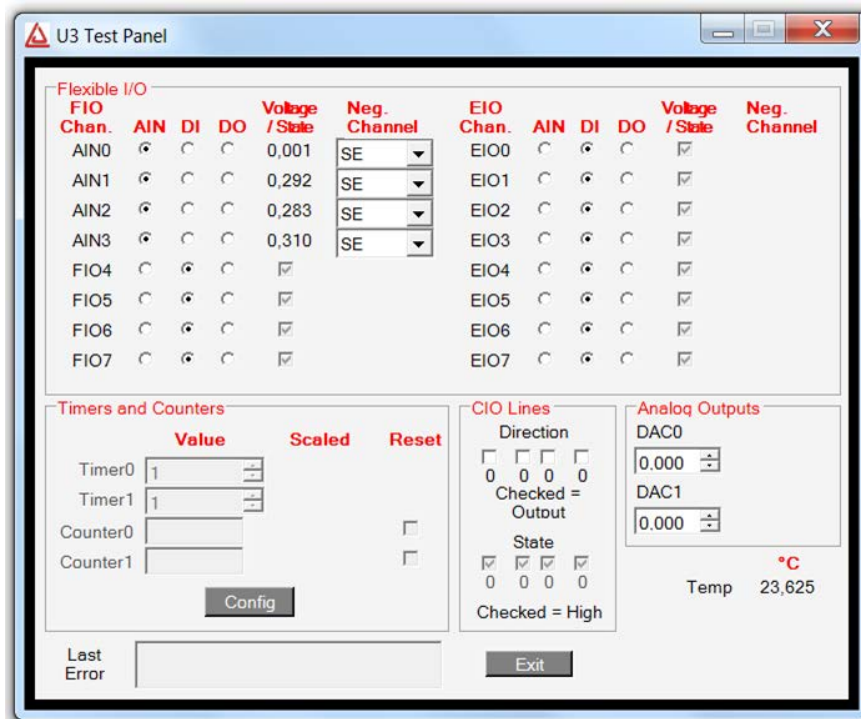 U3 Test Panel
Flexible I/O
FIO Chan. AIN DI DO Voltage / State Neg. Channel EIO Chan. AIN DI DO Voltage / State Neg. Channel
AIN0 0,001 SE EIO0
AIN1 0,292 SE EIO1
AIN2 0,283 SE EIO2
AIN3 0,310 SE EIO3
FIO4 EIO4
FIO5 EIO5
FIO6 EIO6
FIO7 EIO7
Timers and Counters
Value Scaled Reset
Timer0 1
Timer1 1
Counter0
Counter1
Config
CIO Lines
Direction
0 0 0 0
Checked =
Output
State
0 0 0 0
Checked = High
Analog Outputs
DAC0
0.000
DAC1
0.000
°C
Temp 23,625
Last
Error
Exit